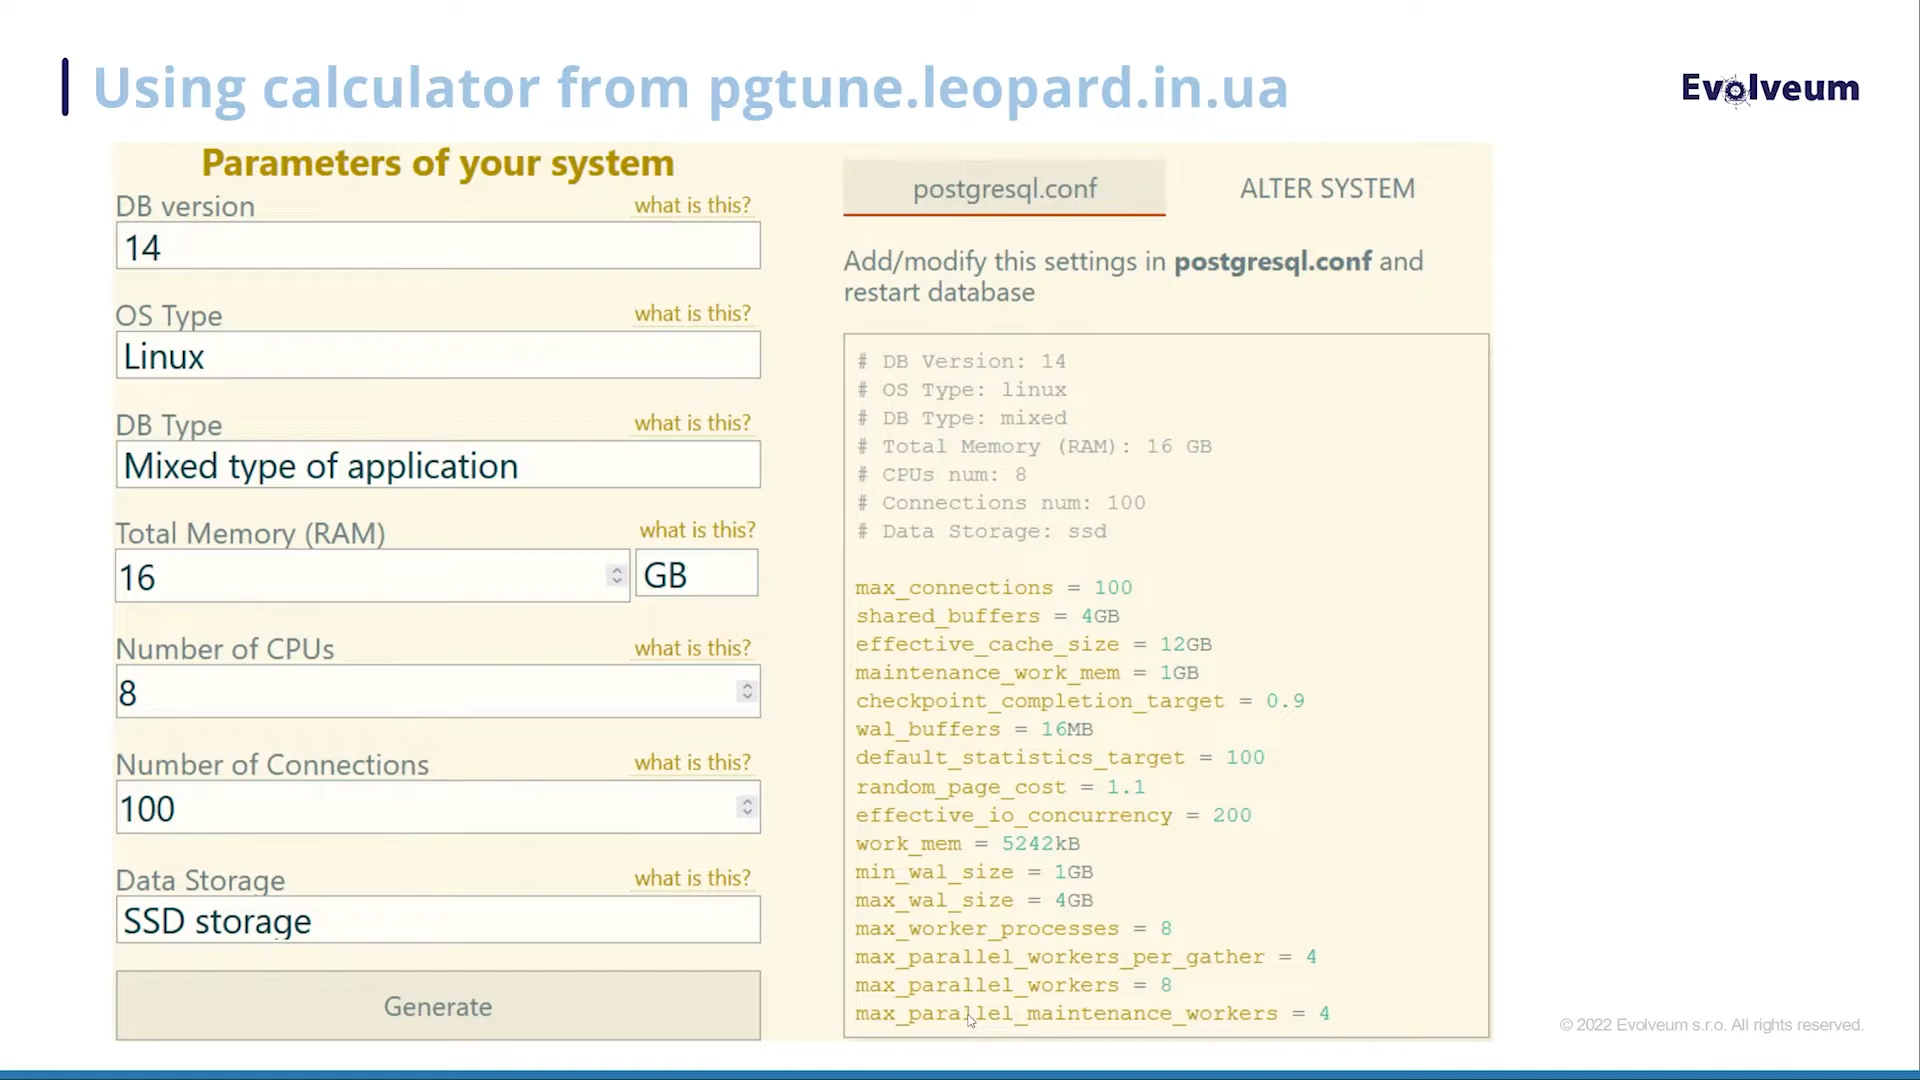 Using calculator from pgtune.leopard.in.ua
Evolveum
Parameters of your system
DB version what is this?
14
OS Type what is this?
Linux
DB Type what is this?
Mixed type of application
Total Memory (RAM) what is this?
16 GB
Number of CPUs what is this?
8
Number of Connections what is this?
100
Data Storage what is this?
SSD storage
Generate
postgresql.conf ALTER SYSTEM
Add/modify this settings in postgresql.conf and
restart database
# DB Version: 14
# OS Type: linux
# DB Type: mixed
# Total Memory (RAM): 16 GB
# CPUs num: 8
# Connections num: 100
# Data Storage: ssd
max_connections = 100
shared_buffers = 4GB
effective_cache_size = 12GB
maintenance_work_mem = 1GB
checkpoint_completion_target = 0.9
wal_buffers = 16MB
default_statistics_target = 100
random_page_cost = 1.1
effective_io_concurrency = 200
work_mem = 5242kB
min_wal_size = 1GB
max_wal_size = 4GB
max_worker_processes = 8
max_parallel_workers_per_gather = 4
max_parallel_workers = 8
max_parallel_maintenance_workers = 4
© 2022 Evolveum s.r.o. All rights reserved.